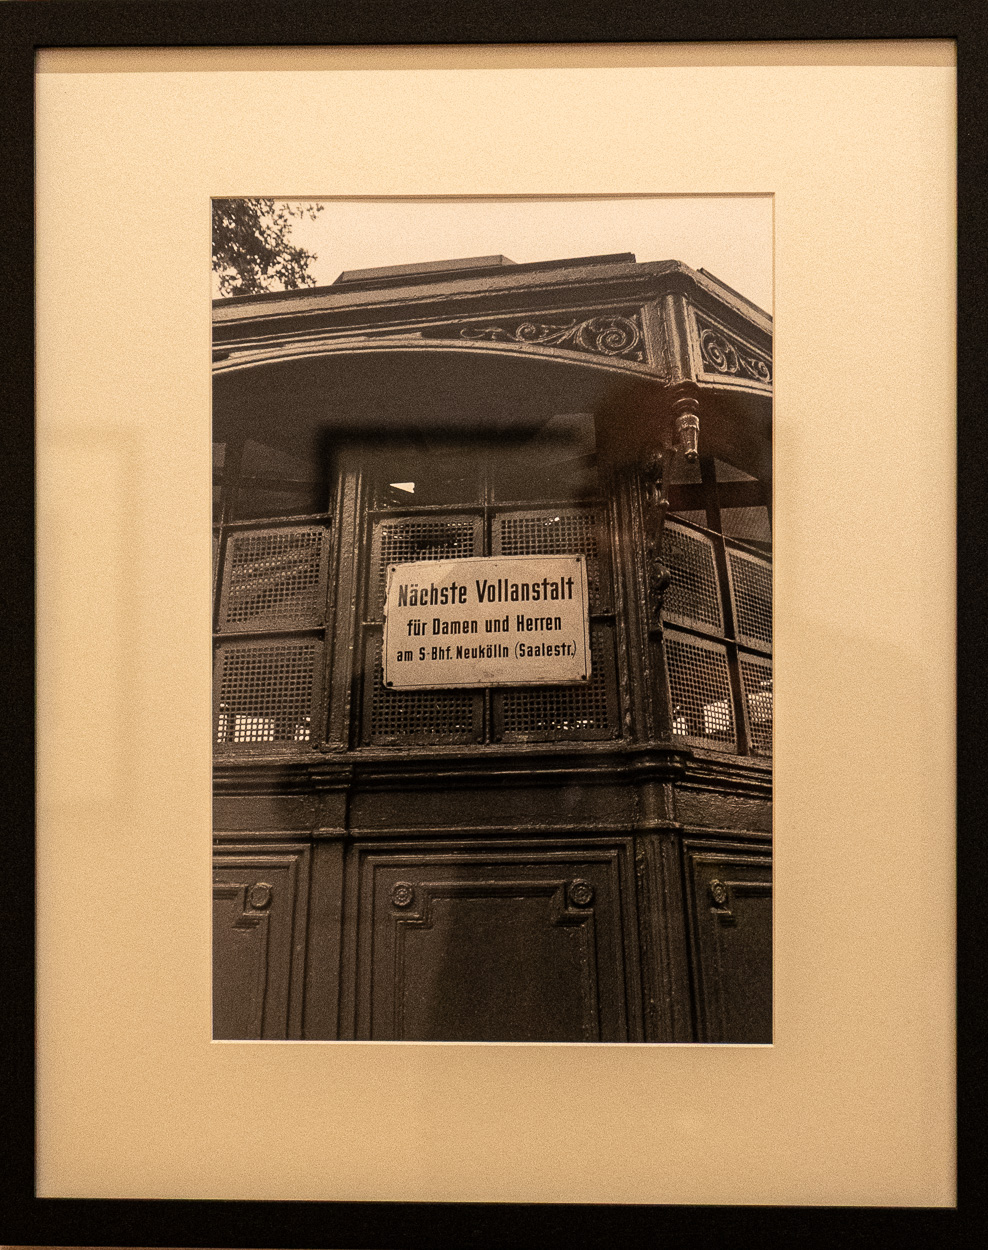 Nächste Vollanstalt
für Damen und Herren
am S-Bhf. Neukölln (Saalestr.)